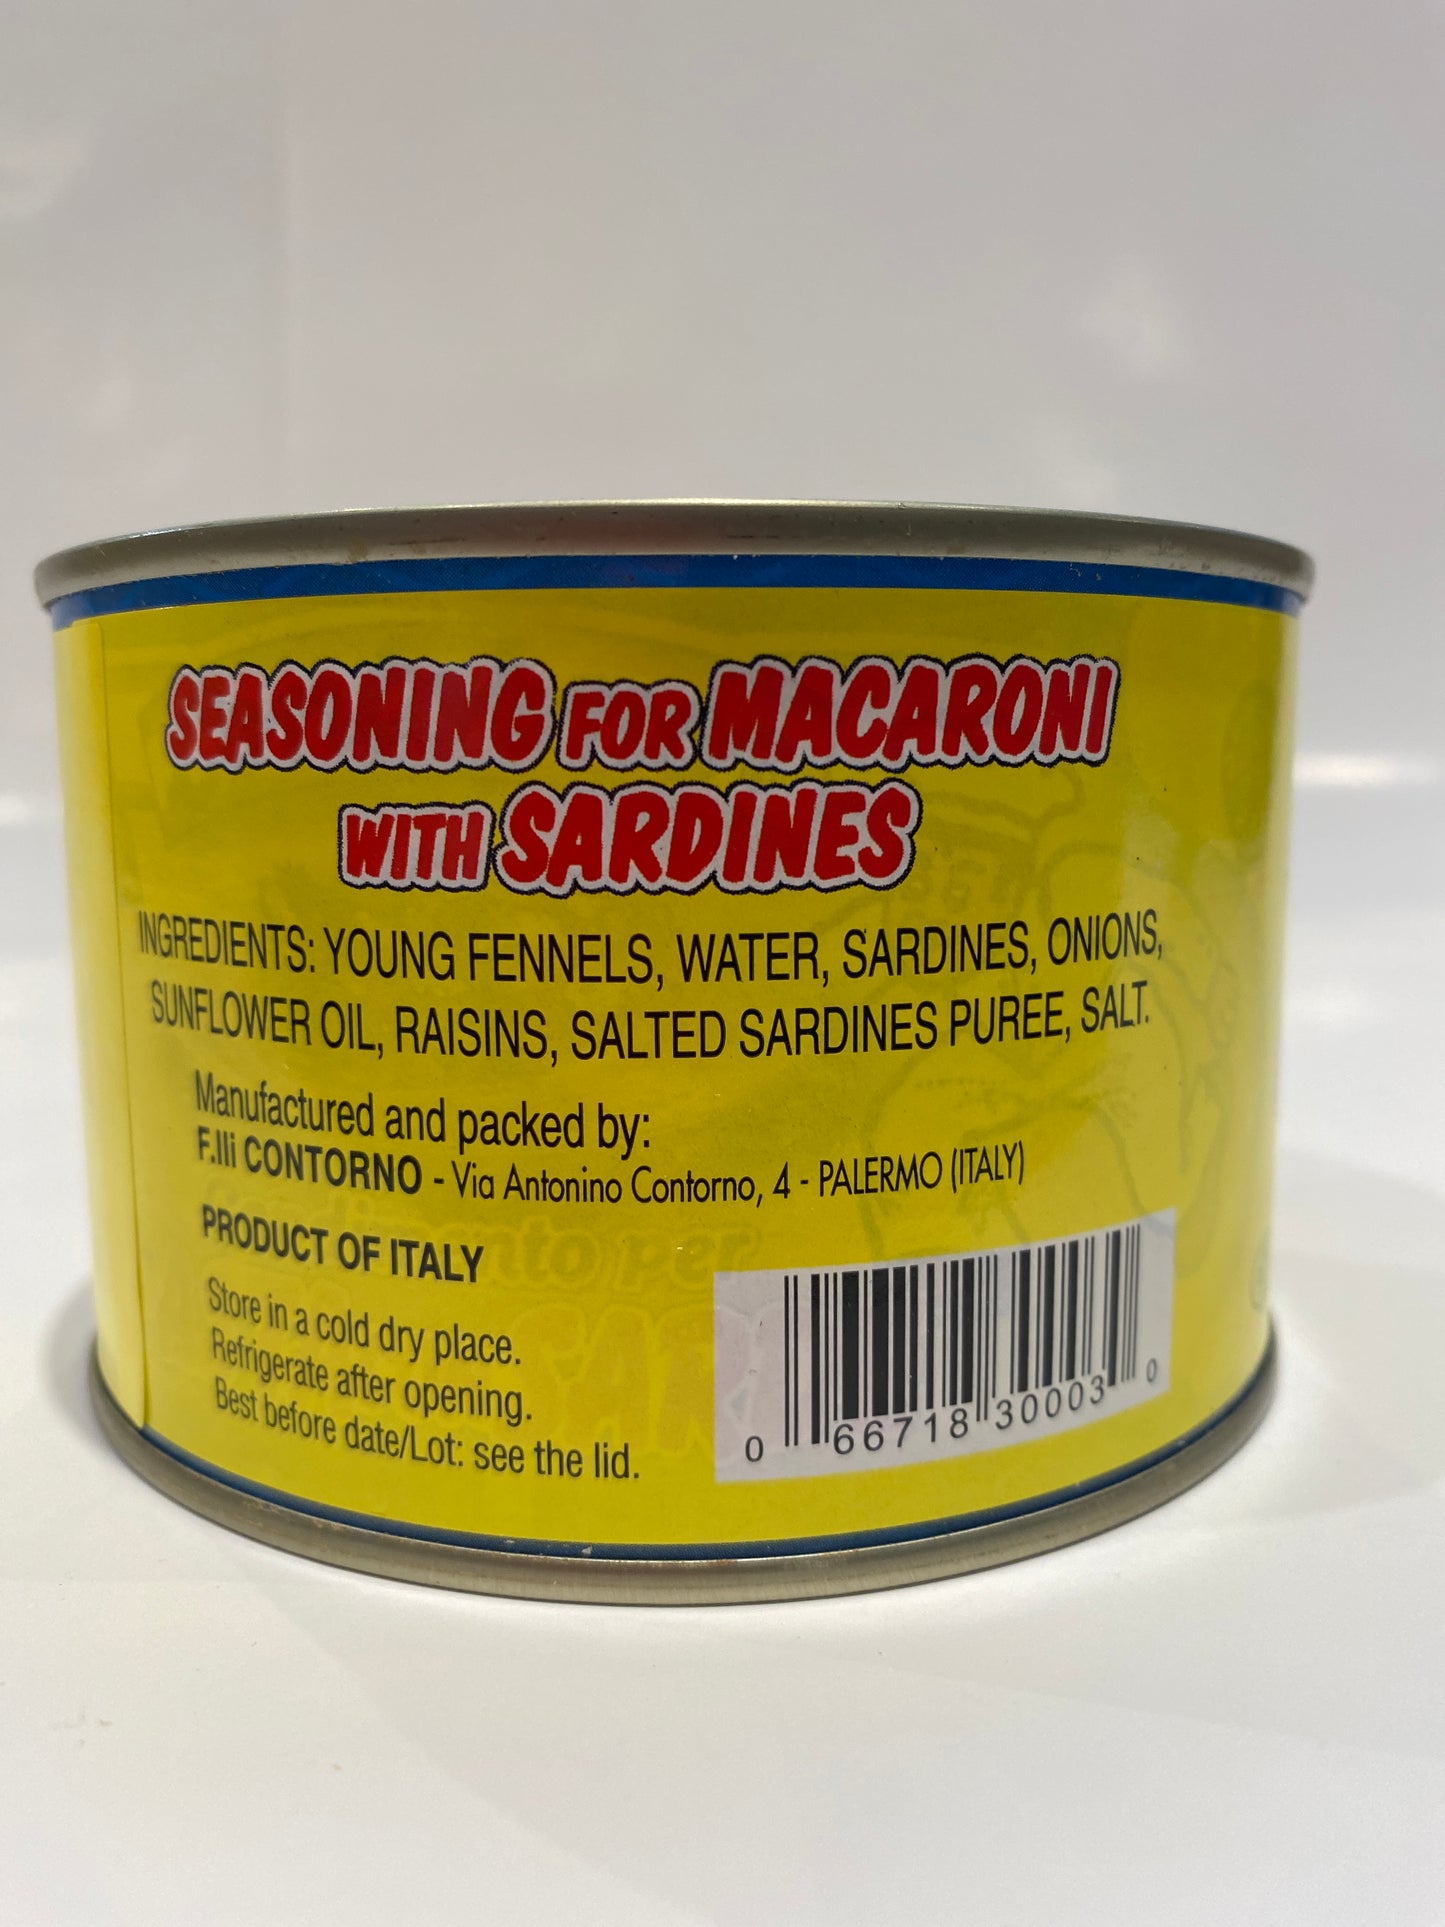 SEASONING FOR MACARONI
WITH SARDINES
INGREDIENTS: YOUNG FENNELS, WATER, SARDINES, ONIONS,
SUNFLOWER OIL, RAISINS, SALTED SARDINES PUREE, SALT.
Manufactured and packed by:
F.lli CONTORNO - Via Antonino Contorno, 4 - PALERMO (ITALY)
PRODUCT OF ITALY
Store in a cold dry place.
Refrigerate after opening.
Best before date/Lot: see the lid.
0 66718 30003 0